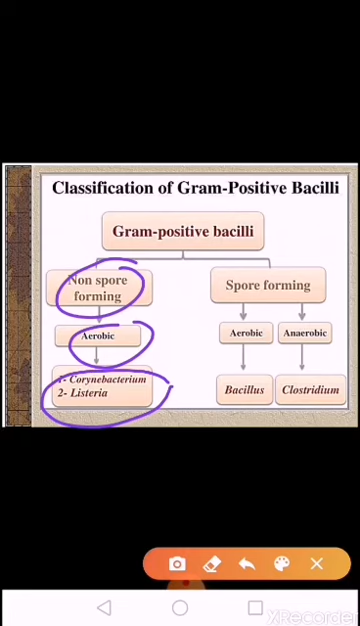 Classification of Gram-Positive Bacilli
Gram-positive bacilli
Non spore
forming
Spore forming
Aerobic
Aerobic
Anaerobic
1- Corynebacterium
2- Listeria
Bacillus
Clostridium
XRecorder